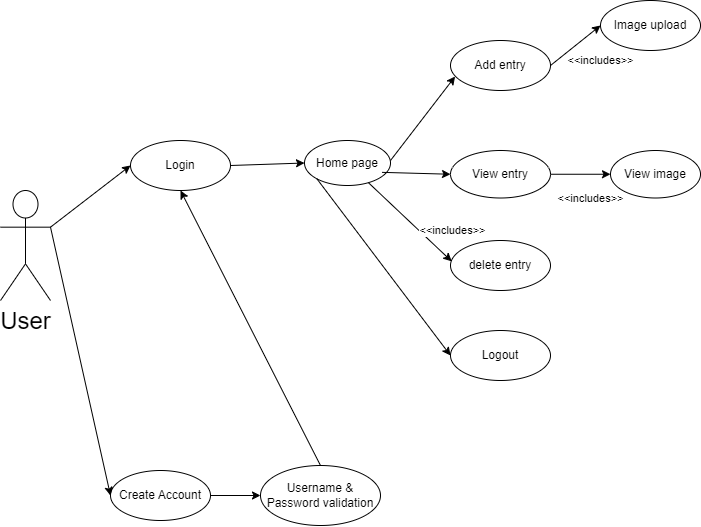 Image upload
Add entry
<<includes>>
Login
Home page
View entry
View image
<<includes>>
<<includes>>
delete entry
User
Logout
Create Account
Username &
Password validation